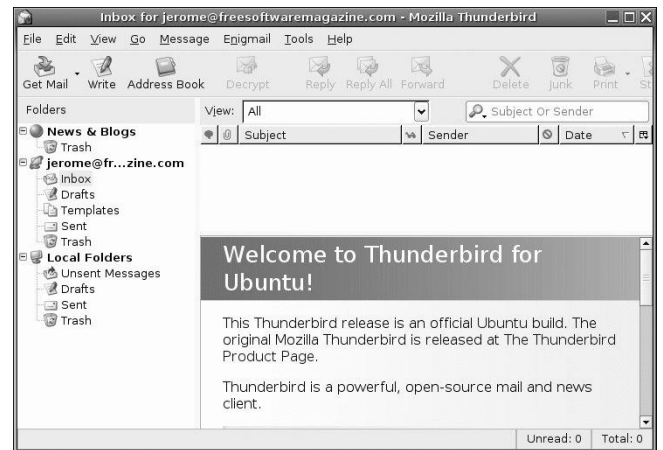 Inbox for jerome@freesoftwaremagazine.com - Mozilla Thunderbird
File Edit View Go Message Enigmail Tools Help
Get Mail Write Address Book Decrypt Reply Reply All Forward Delete Junk Print St
Folders
View: All Subject Or Sender
News & Blogs
Trash
jerome@fr...zine.com
Inbox
Drafts
Templates
Sent
Trash
Local Folders
Unsent Messages
Drafts
Sent
Trash
Subject Sender Date
Welcome to Thunderbird for
Ubuntu!
This Thunderbird release is an official Ubuntu build. The
original Mozilla Thunderbird is released at The Thunderbird
Product Page.
Thunderbird is a powerful, open-source mail and news
client.
Unread: 0 Total: 0